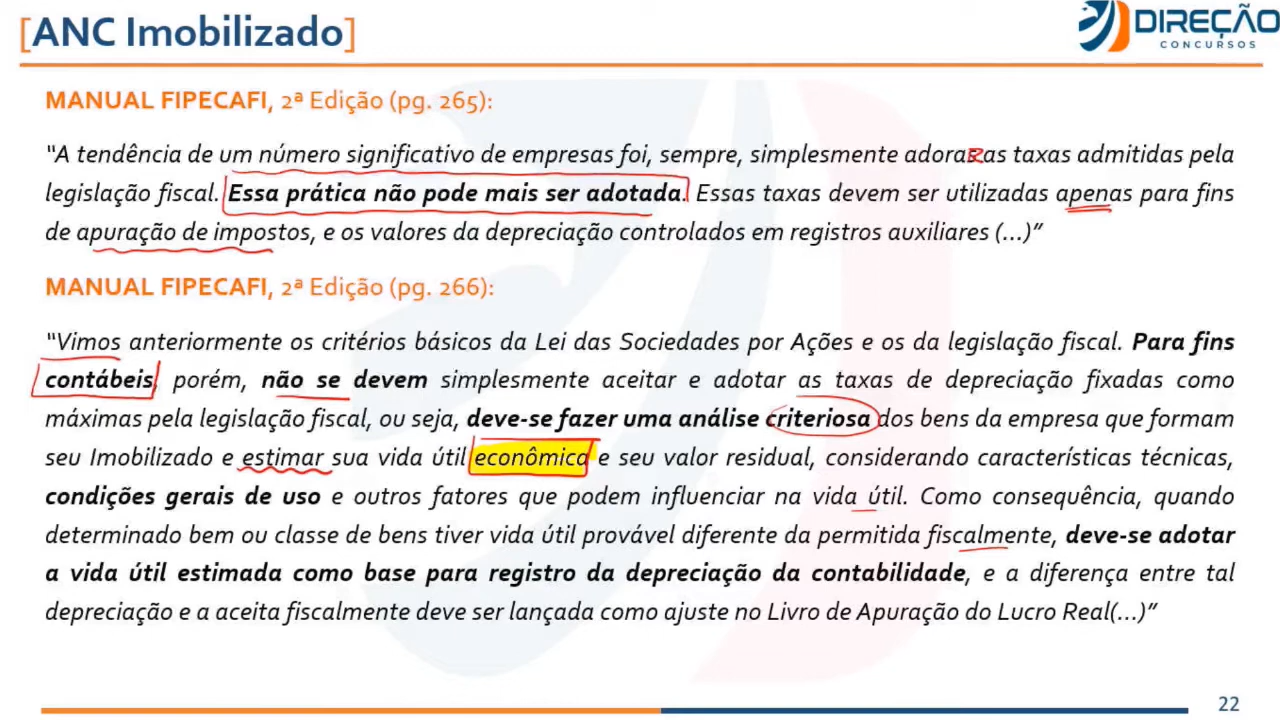 [ANC Imobilizado]
DIREÇÃO
CONCURSOS
MANUAL FIPECAFI, 2ª Edição (pg. 265):
“A tendência de um número significativo de empresas foi, sempre, simplesmente adorar as taxas admitidas pela
legislação fiscal. Essa prática não pode mais ser adotada. Essas taxas devem ser utilizadas apenas para fins
de apuração de impostos, e os valores da depreciação controlados em registros auxiliares (...)”
MANUAL FIPECAFI, 2ª Edição (pg. 266):
“Vimos anteriormente os critérios básicos da Lei das Sociedades por Ações e os da legislação fiscal. Para fins
contábeis, porém, não se devem simplesmente aceitar e adotar as taxas de depreciação fixadas como
máximas pela legislação fiscal, ou seja, deve-se fazer uma análise criteriosa dos bens da empresa que formam
seu Imobilizado e estimar sua vida útil econômica e seu valor residual, considerando características técnicas,
condições gerais de uso e outros fatores que podem influenciar na vida útil. Como consequência, quando
determinado bem ou classe de bens tiver vida útil provável diferente da permitida fiscalmente, deve-se adotar
a vida útil estimada como base para registro da depreciação da contabilidade, e a diferença entre tal
depreciação e a aceita fiscalmente deve ser lançada como ajuste no Livro de Apuração do Lucro Real(...)”
22